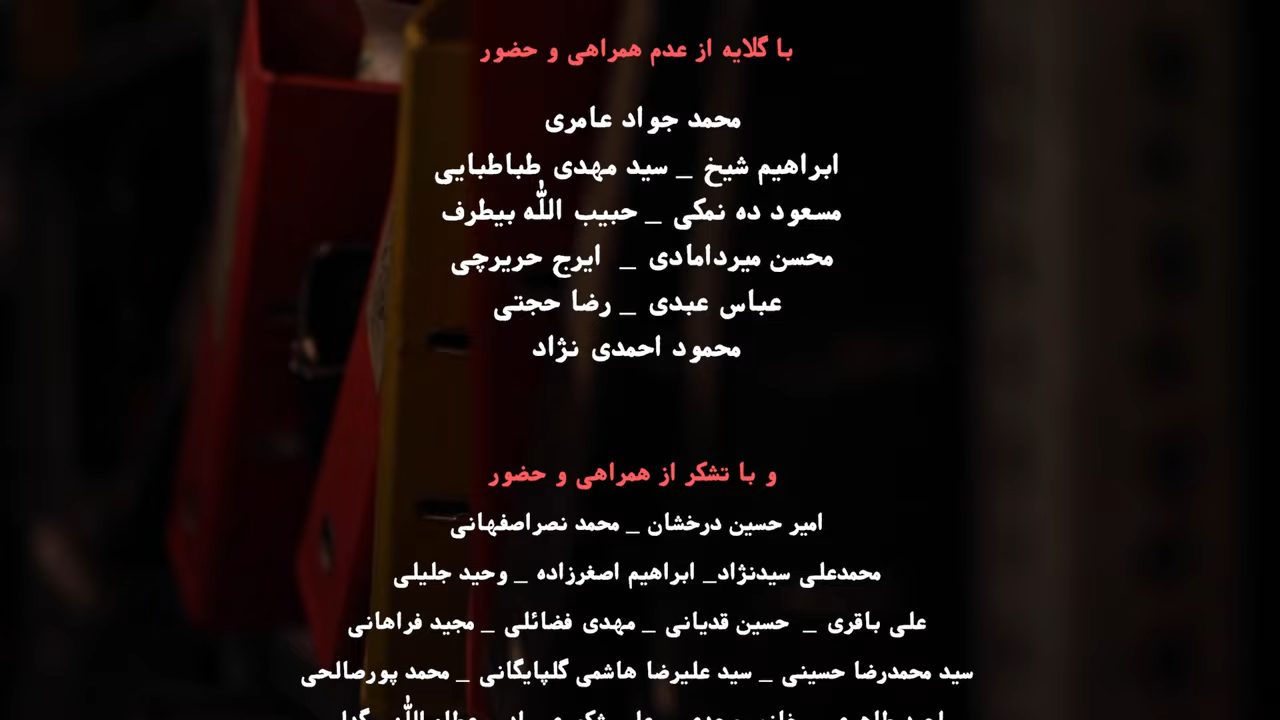 با گلایه از عدم همراهی و حضور
محمد جواد عامری
ابراهیم شیخ _ سید مهدی طباطبایی
مسعود ده نمکی _ حبیب الله بیطرف
محسن میردامادی _ ایرج حریرچی
عباس عبدی _ رضا حجتی
محمود احمدی نژاد
و با تشکر از همراهی و حضور
امیر حسین درخشان _ محمد نصراصفهانی
محمدعلی سیدنژاد_ ابراهیم اصغرزاده _ وحید جلیلی
علی باقری _ حسین قدیانی _ مهدی فضائلی _ مجید فراهانی
سید محمدرضا حسینی _ سید علیرضا هاشمی گلپایگانی _ محمد پورصالحی